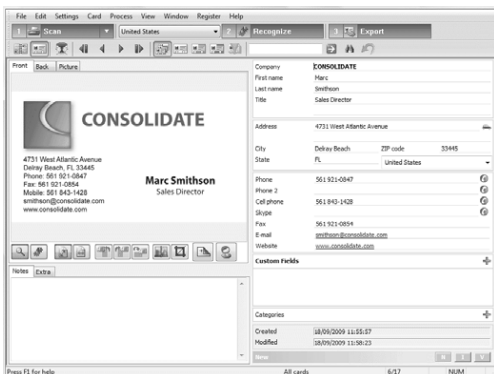 File Edit Settings Card Process View Window Register Help
1 Scan United States 2 Recognize 3 Export
Front Back Picture
CONSOLIDATE
4731 West Atlantic Avenue
Delray Beach, FL 33445
Phone: 561 921-0847
Fax: 561 921-0854
Mobile: 561 843-1428
smithson@consolidate.com
www.consolidate.com
Marc Smithson
Sales Director
Notes Extra
Company CONSOLIDATE
First name Marc
Last name Smithson
Title Sales Director
Address 4731 West Atlantic Avenue
City Delray Beach ZIP code 33445
State FL United States
Phone 561 921-0847
Phone 2
Cell phone 561 843-1428
Skype
Fax 561 921-0854
E-mail smithson@consolidate.com
Website www.consolidate.com
Custom Fields
Categories
Created 18/09/2009 11:55:57
Modified 18/09/2009 11:58:23
New
Press F1 for help All cards 6/17 NUM